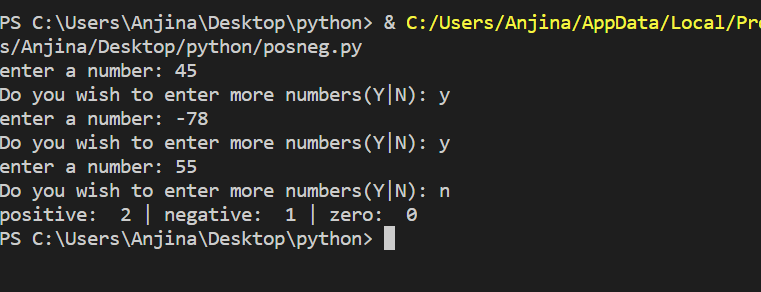 PS C:\Users\Anjina\Desktop\python> & C:/Users/Anjina/AppData/Local/Pr
s/Anjina/Desktop/python/posneg.py
enter a number: 45
Do you wish to enter more numbers(Y|N): y
enter a number: -78
Do you wish to enter more numbers(Y|N): y
enter a number: 55
Do you wish to enter more numbers(Y|N): n
positive:  2 | negative:  1 | zero:  0
PS C:\Users\Anjina\Desktop\python>